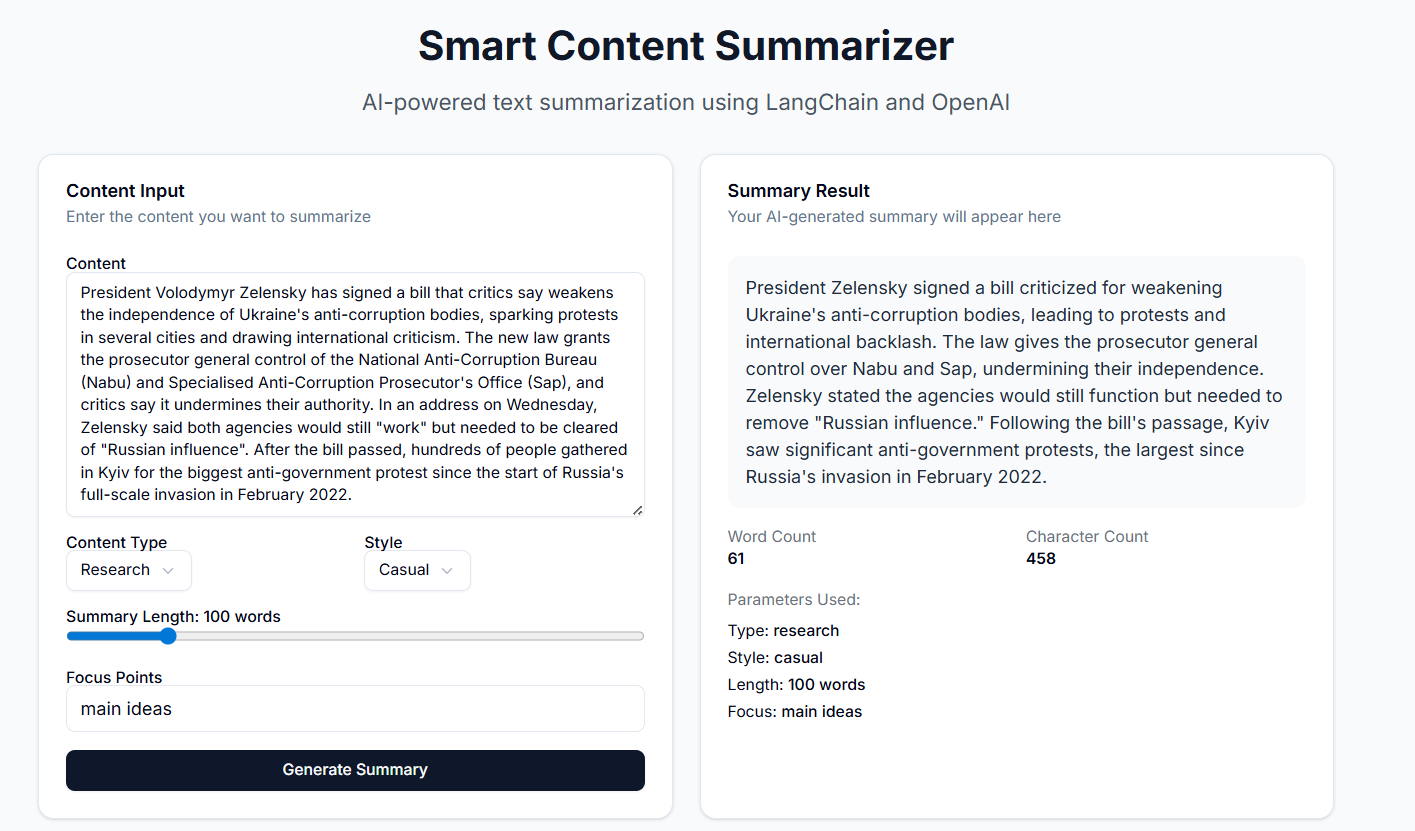 Smart Content Summarizer
AI-powered text summarization using LangChain and OpenAI
Content Input
Enter the content you want to summarize
Content
President Volodymyr Zelensky has signed a bill that critics say weakens
the independence of Ukraine's anti-corruption bodies, sparking protests
in several cities and drawing international criticism. The new law grants
the prosecutor general control of the National Anti-Corruption Bureau
(Nabu) and Specialised Anti-Corruption Prosecutor's Office (Sap), and
critics say it undermines their authority. In an address on Wednesday,
Zelensky said both agencies would still "work" but needed to be cleared
of "Russian influence". After the bill passed, hundreds of people gathered
in Kyiv for the biggest anti-government protest since the start of Russia's
full-scale invasion in February 2022.
Content Type
Style
Research
Casual
Summary Length: 100 words
Focus Points
main ideas
Generate Summary
Summary Result
Your AI-generated summary will appear here
President Zelensky signed a bill criticized for weakening
Ukraine's anti-corruption bodies, leading to protests and
international backlash. The law gives the prosecutor general
control over Nabu and Sap, undermining their independence.
Zelensky stated the agencies would still function but needed to
remove "Russian influence." Following the bill's passage, Kyiv
saw significant anti-government protests, the largest since
Russia's invasion in February 2022.
Word Count
Character Count
61
458
Parameters Used:
Type: research
Style: casual
Length: 100 words
Focus: main ideas